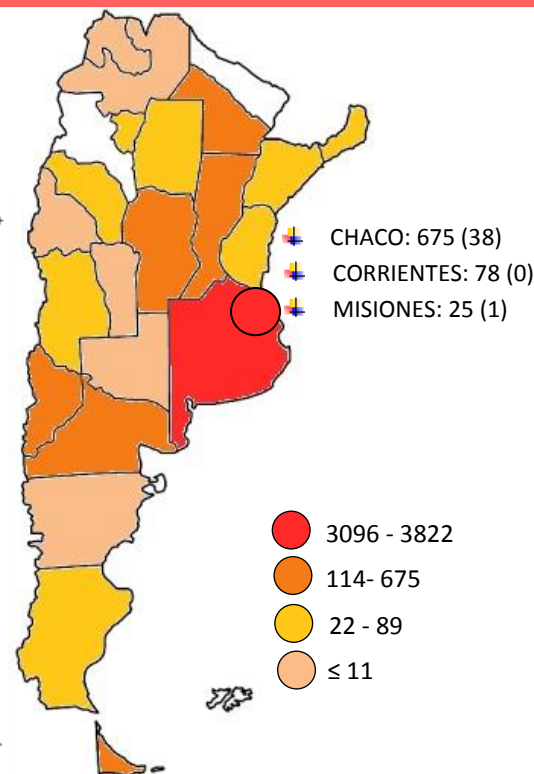 CHACO: 675 (38)
CORRIENTES: 78 (0)
MISIONES: 25 (1)
3096 - 3822
114- 675
22 - 89
≤ 11